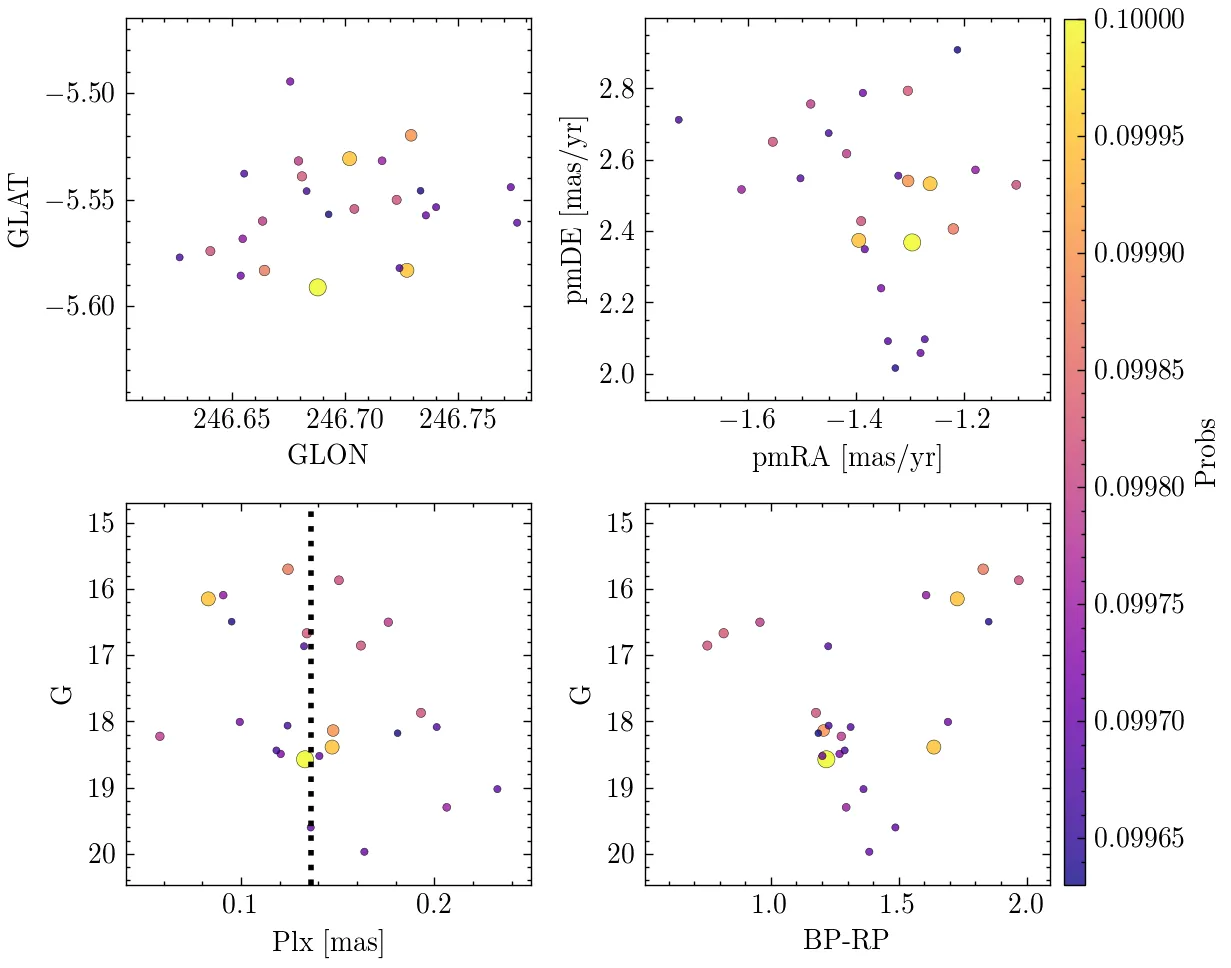 −5.50
−5.55
−5.60
GLAT
246.65 246.70 246.75
GLON
2.8
2.6
2.4
2.2
2.0
pmDE [mas/yr]
−1.6 −1.4 −1.2
pmRA [mas/yr]
0.10000
0.09995
0.09990
0.09985
0.09980
0.09975
0.09970
0.09965
Probs
15
16
17
18
19
20
G
0.1 0.2
Plx [mas]
15
16
17
18
19
20
G
1.0 1.5 2.0
BP-RP